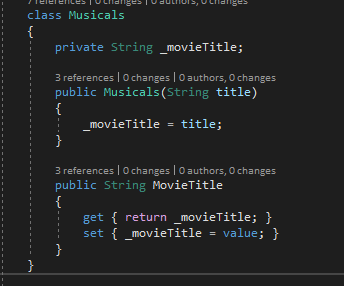 7 references | 0 changes | 0 authors, 0 changes
class Musicals
{
private String _movieTitle;
3 references | 0 changes | 0 authors, 0 changes
public Musicals(String title)
{
_movieTitle = title;
}
3 references | 0 changes | 0 authors, 0 changes
public String MovieTitle
{
get { return _movieTitle; }
set { _movieTitle = value; }
}
}